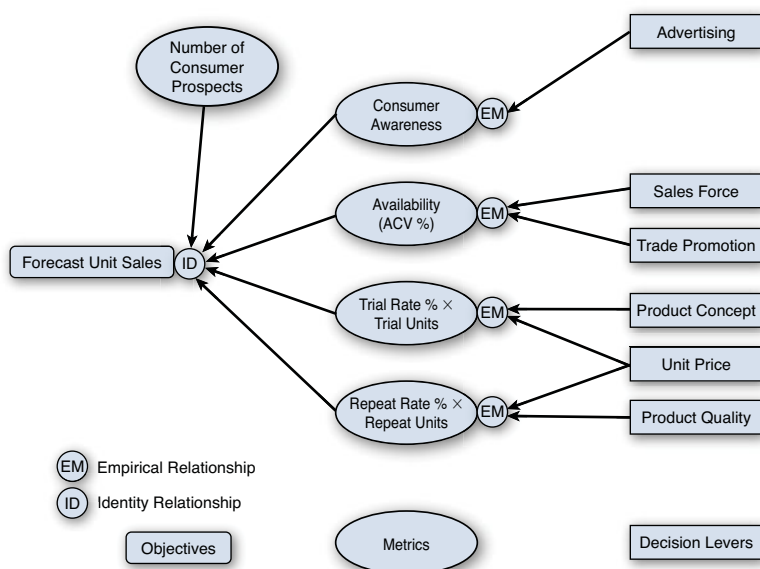 Number of
Consumer
Prospects
Advertising
Consumer
Awareness
EM
Availability
(ACV %)
EM
Sales Force
Trade Promotion
Forecast Unit Sales
ID
Trial Rate % ×
Trial Units
EM
Product Concept
Unit Price
Repeat Rate % ×
Repeat Units
EM
Product Quality
EM Empirical Relationship
ID Identity Relationship
Objectives
Metrics
Decision Levers